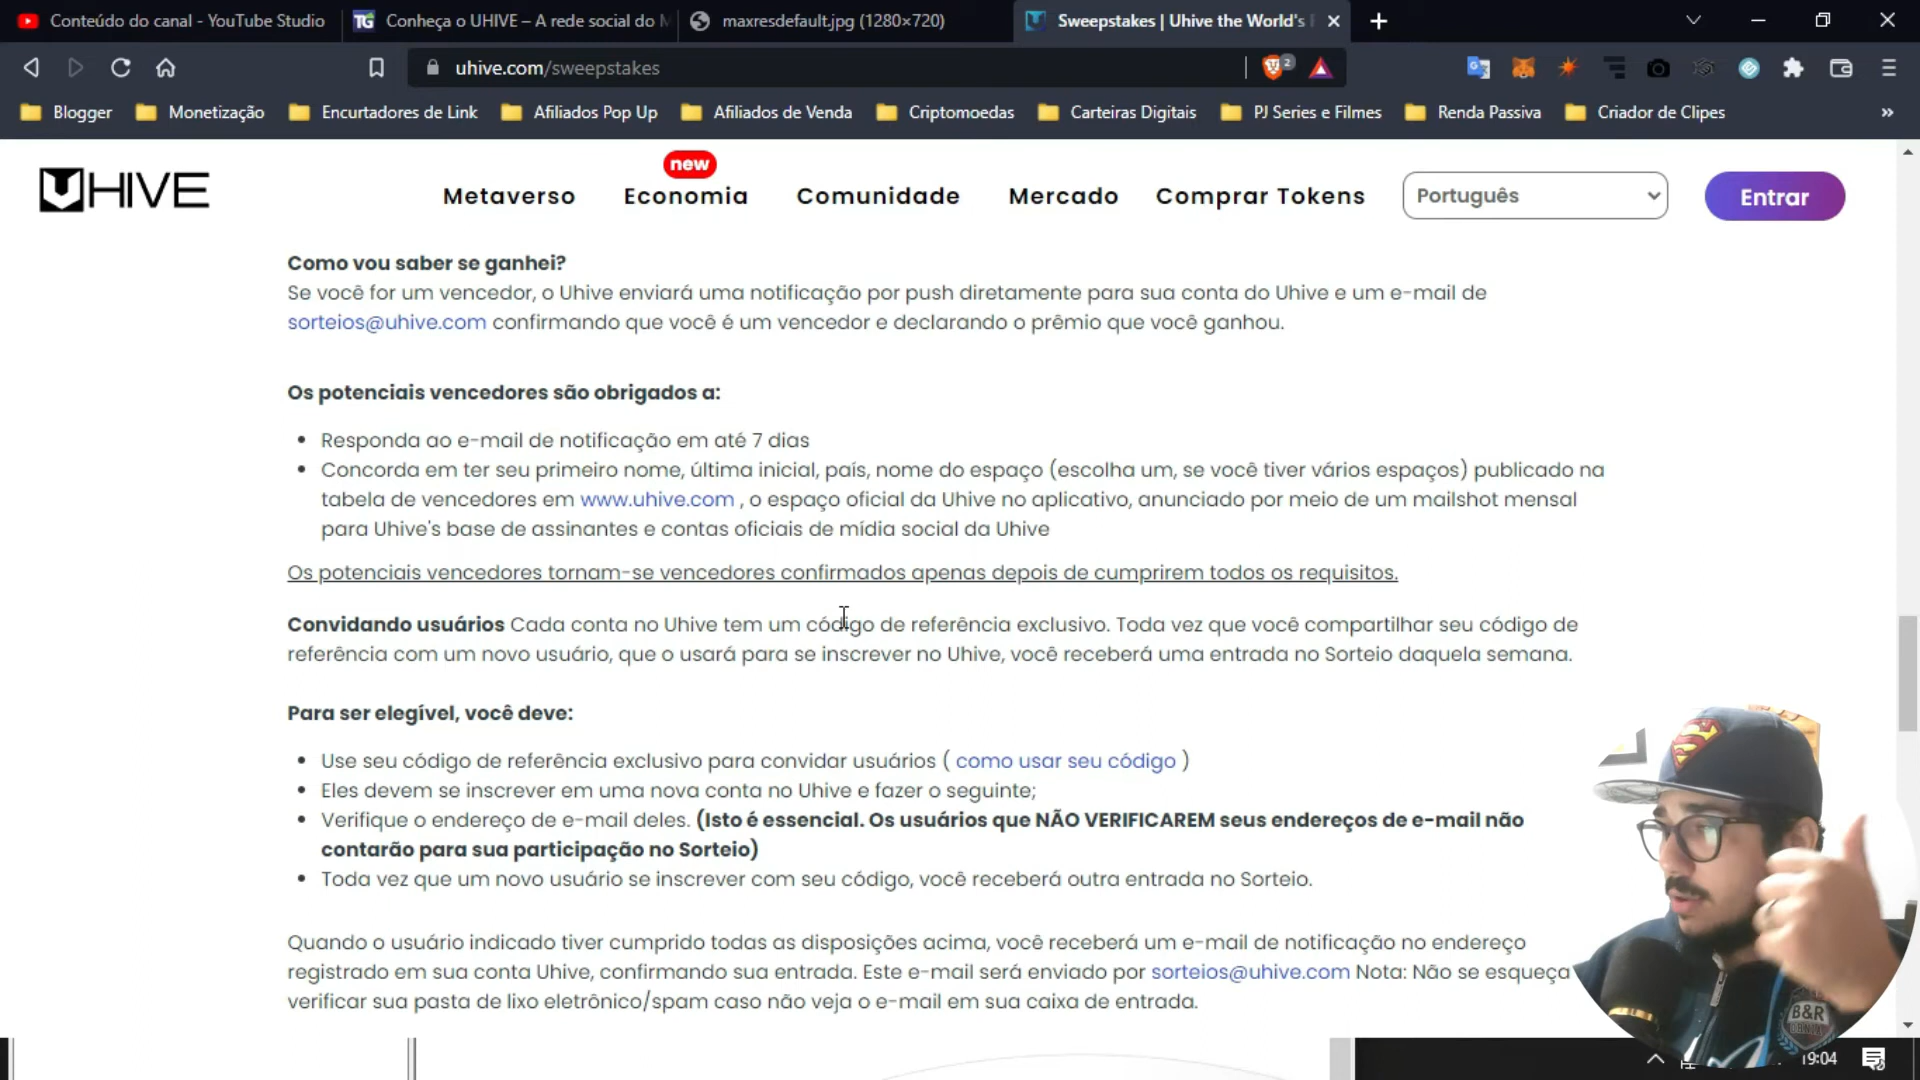 Conteúdo do canal - YouTube Studio
TG Conheça o UHIVE – A rede social do M
maxresdefault.jpg (1280×720)
Sweepstakes | Uhive the World's
uhive.com/sweepstakes
2
Blogger
Monetização
Encurtadores de Link
Afiliados Pop Up
Afiliados de Venda
Criptomoedas
Carteiras Digitais
PJ Series e Filmes
Renda Passiva
Criador de Clipes
»
UHIVE
Metaverso
new
Economia
Comunidade
Mercado
Comprar Tokens
Português
Entrar
Como vou saber se ganhei?
Se você for um vencedor, o Uhive enviará uma notificação por push diretamente para sua conta do Uhive e um e-mail de
sorteios@uhive.com confirmando que você é um vencedor e declarando o prêmio que você ganhou.
Os potenciais vencedores são obrigados a:
• Responda ao e-mail de notificação em até 7 dias
• Concorda em ter seu primeiro nome, última inicial, país, nome do espaço (escolha um, se você tiver vários espaços) publicado na
tabela de vencedores em www.uhive.com , o espaço oficial da Uhive no aplicativo, anunciado por meio de um mailshot mensal
para Uhive's base de assinantes e contas oficiais de mídia social da Uhive
Os potenciais vencedores tornam-se vencedores confirmados apenas depois de cumprirem todos os requisitos.
Convidando usuários Cada conta no Uhive tem um código de referência exclusivo. Toda vez que você compartilhar seu código de
referência com um novo usuário, que o usará para se inscrever no Uhive, você receberá uma entrada no Sorteio daquela semana.
Para ser elegível, você deve:
• Use seu código de referência exclusivo para convidar usuários ( como usar seu código )
• Eles devem se inscrever em uma nova conta no Uhive e fazer o seguinte;
• Verifique o endereço de e-mail deles. (Isto é essencial. Os usuários que NÃO VERIFICAREM seus endereços de e-mail não
contarão para sua participação no Sorteio)
• Toda vez que um novo usuário se inscrever com seu código, você receberá outra entrada no Sorteio.
Quando o usuário indicado tiver cumprido todas as disposições acima, você receberá um e-mail de notificação no endereço
registrado em sua conta Uhive, confirmando sua entrada. Este e-mail será enviado por sorteios@uhive.com Nota: Não se esqueça
verificar sua pasta de lixo eletrônico/spam caso não veja o e-mail em sua caixa de entrada.
B&R
19:04